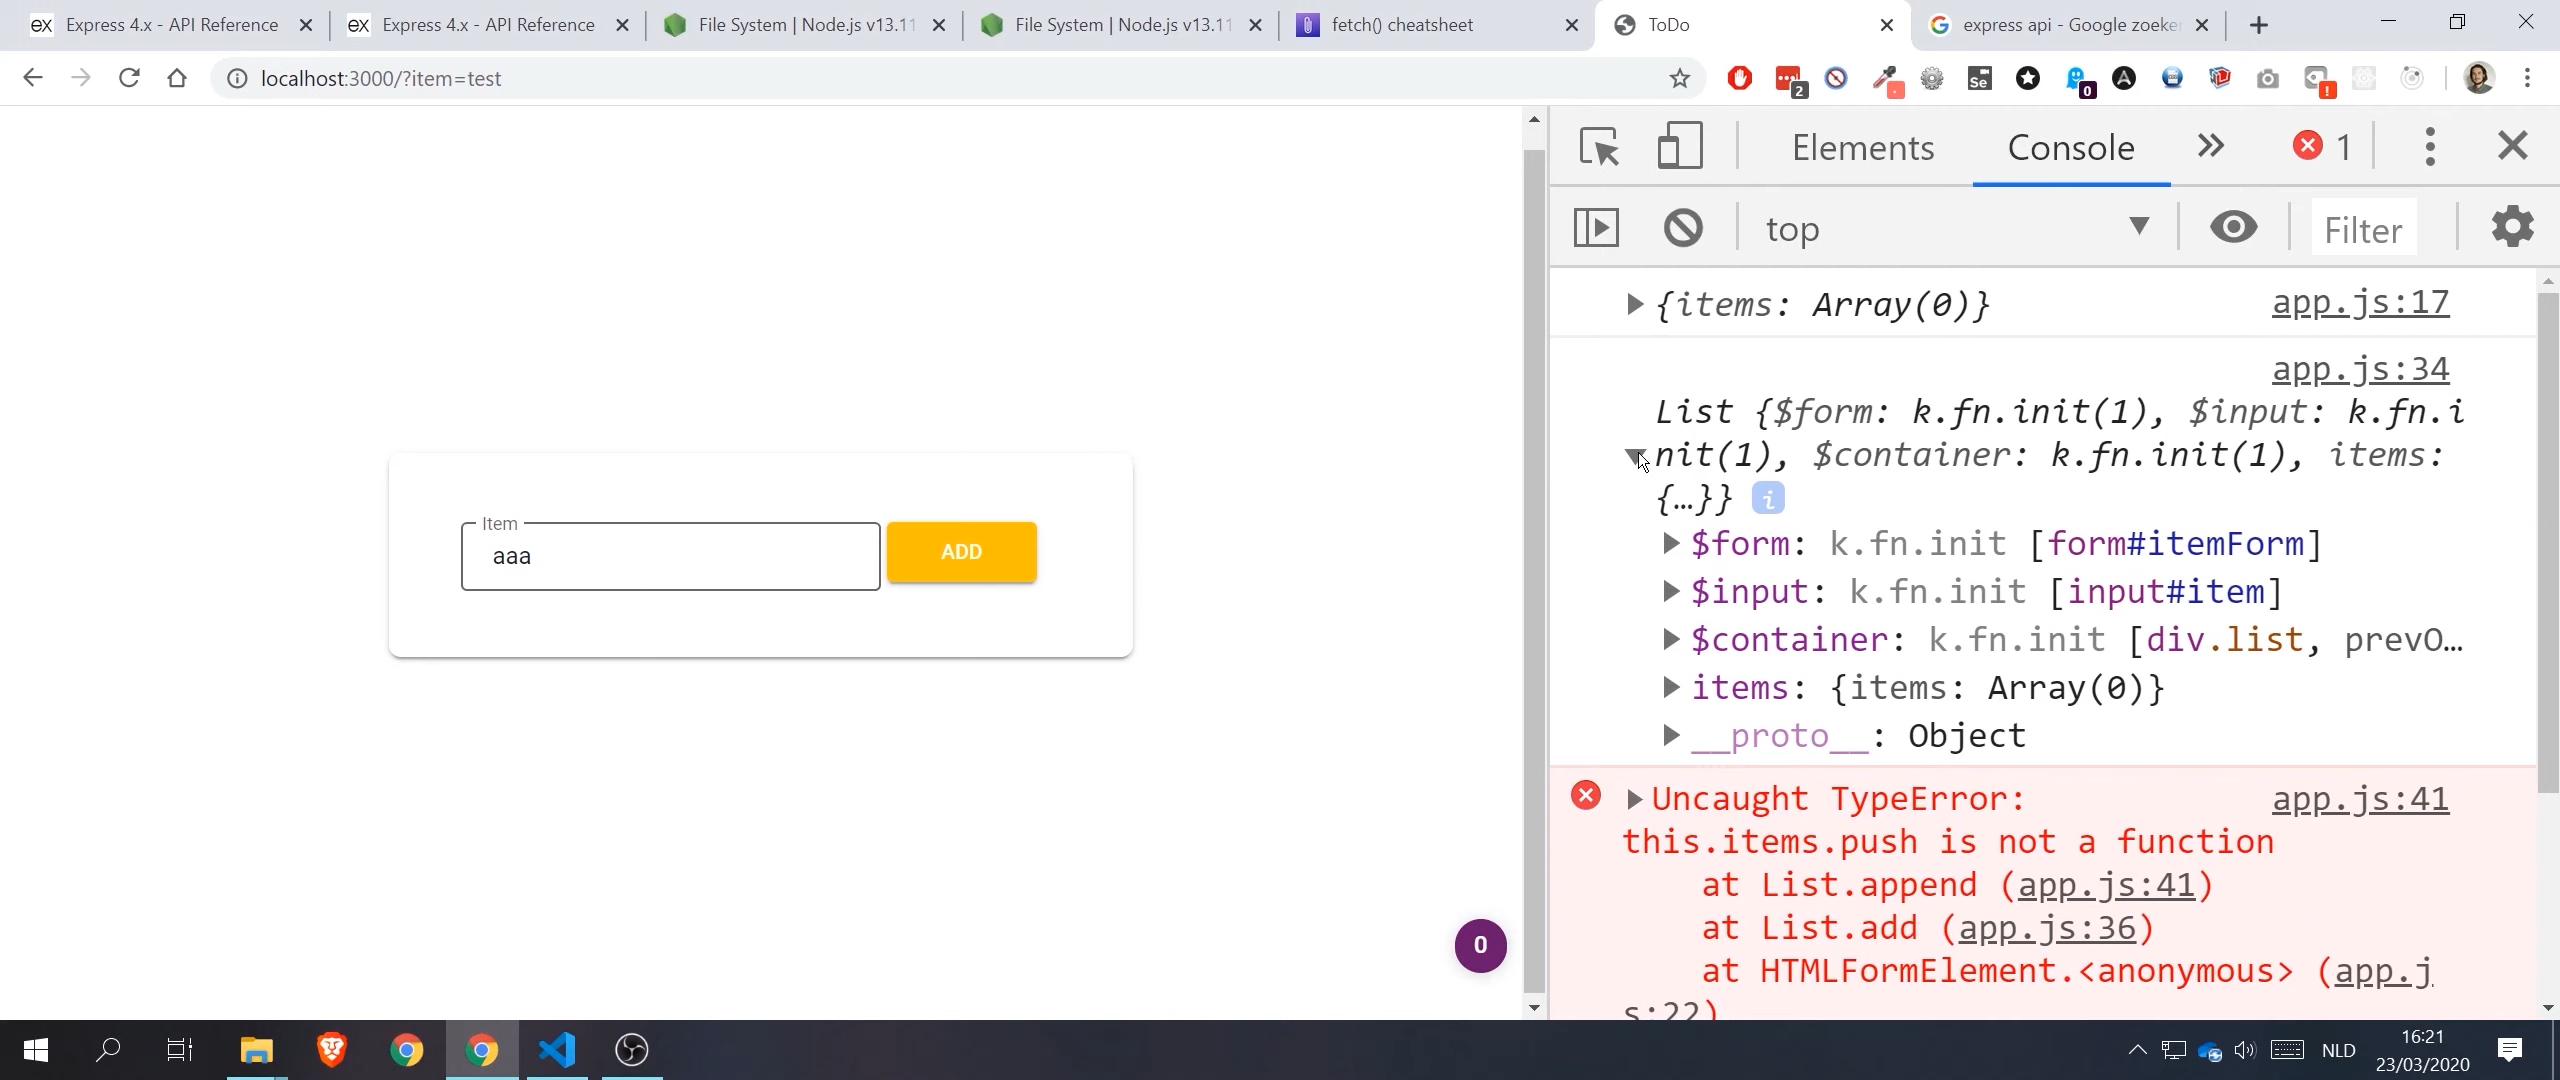 Express 4.x - API Reference
Express 4.x - API Reference
File System | Node.js v13.11
File System | Node.js v13.11
fetch() cheatsheet
ToDo
express api - Google zoeke
localhost:3000/?item=test
2
Se
0
Elements
Console
1
top
Filter
{items: Array(0)}
app.js:17
app.js:34
List {$form: k.fn.init(1), $input: k.fn.i
nit(1), $container: k.fn.init(1), items:
{…}}
$form: k.fn.init [form#itemForm]
$input: k.fn.init [input#item]
$container: k.fn.init [div.list, prevO…
items: {items: Array(0)}
__proto__: Object
Uncaught TypeError:
app.js:41
this.items.push is not a function
at List.append (app.js:41)
at List.add (app.js:36)
at HTMLFormElement.<anonymous> (app.j
s:22)
Item
aaa
ADD
0
NLD
16:21
23/03/2020